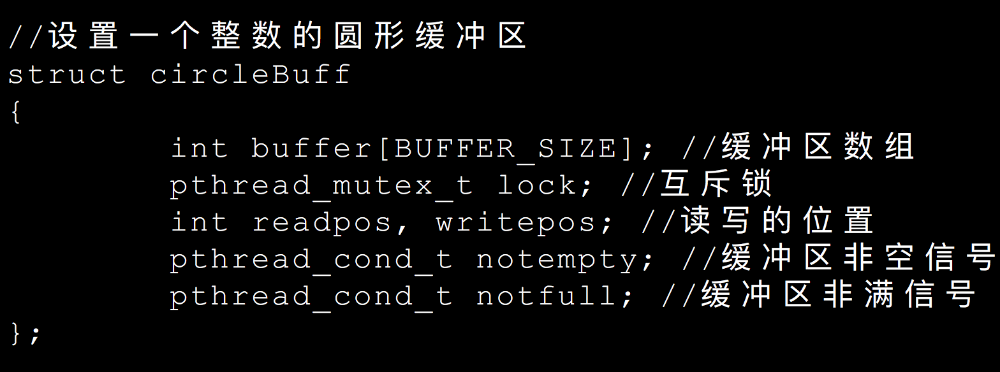 //设置一个整数的圆形缓冲区
struct circleBuff
{
int buffer[BUFFER_SIZE]; //缓冲区数组
pthread_mutex_t lock; //互斥锁
int readpos, writepos; //读写的位置
pthread_cond_t notempty; //缓冲区非空信号
pthread_cond_t notfull; //缓冲区非满信号
};